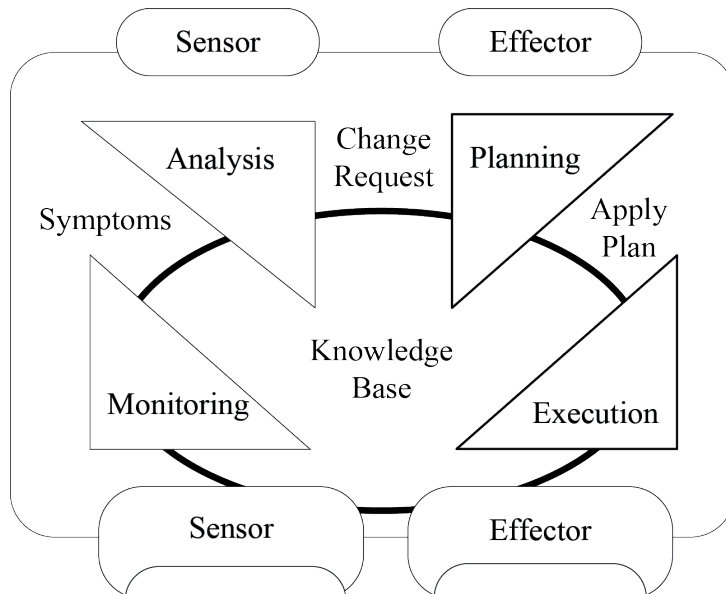 Sensor
Effector
Analysis
Change
Request
Planning
Symptoms
Apply
Plan
Knowledge
Base
Monitoring
Execution
Sensor
Effector